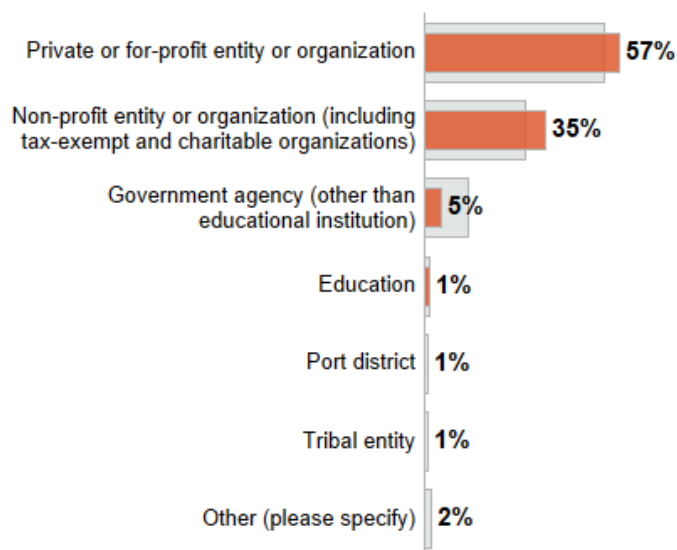 Private or for-profit entity or organization
57%
Non-profit entity or organization (including
tax-exempt and charitable organizations)
35%
Government agency (other than
educational institution)
5%
Education
1%
Port district
1%
Tribal entity
1%
Other (please specify)
2%